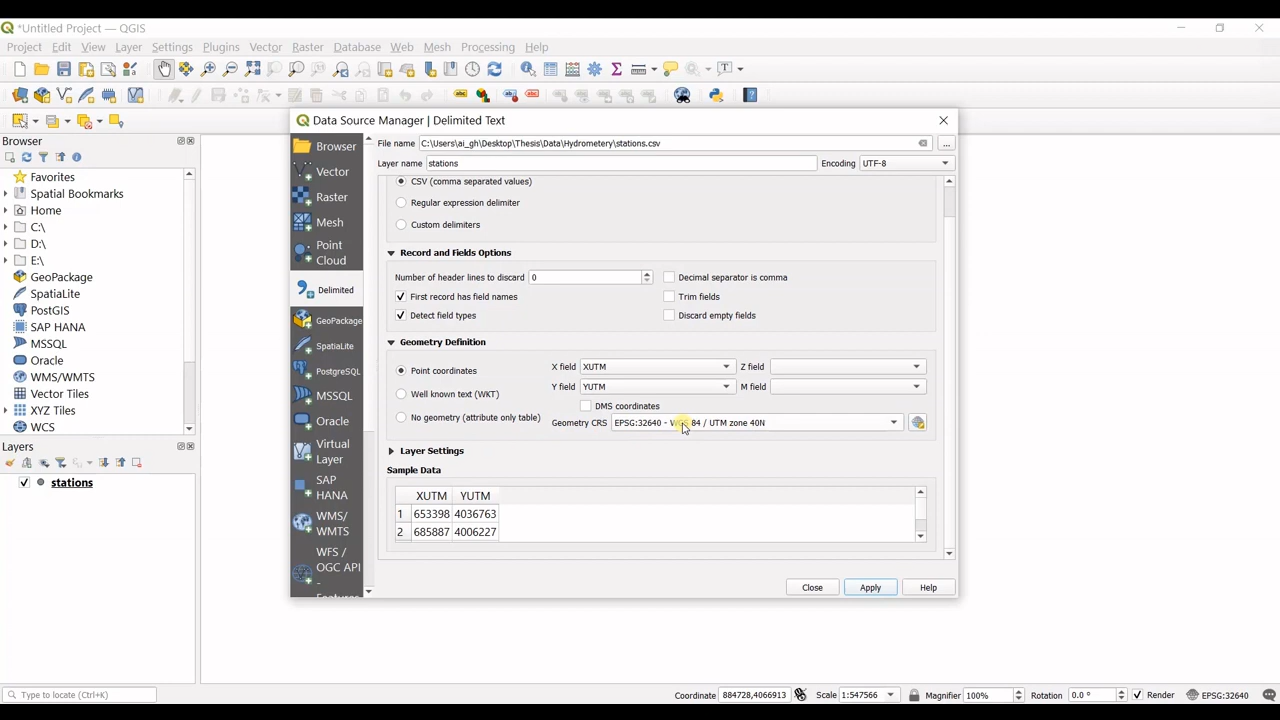 *Untitled Project — QGIS
Project Edit View Layer Settings Plugins Vector Raster Database Web Mesh Processing Help
Browser
Favorites
Spatial Bookmarks
Home
C:\
D:\
E:\
GeoPackage
SpatiaLite
PostGIS
SAP HANA
MSSQL
Oracle
WMS/WMTS
Vector Tiles
XYZ Tiles
WCS
Layers
stations
Data Source Manager | Delimited Text
Browser
Vector
Raster
Mesh
Point
Cloud
Delimited
GeoPackage
SpatiaLite
PostgreSQL
MSSQL
Oracle
Virtual
Layer
SAP
HANA
WMS/
WMTS
WFS /
OGC API
-
File name C:\Users\ai_gh\Desktop\Thesis\Data\Hydrometery\stations.csv ...
Layer name stations Encoding UTF-8
CSV (comma separated values)
Regular expression delimiter
Custom delimiters
Record and Fields Options
Number of header lines to discard 0 Decimal separator is comma
First record has field names Trim fields
Detect field types Discard empty fields
Geometry Definition
Point coordinates X field XUTM Z field
Well known text (WKT) Y field YUTM M field
DMS coordinates
No geometry (attribute only table) Geometry CRS EPSG:32640 - WGS 84 / UTM zone 40N
Layer Settings
Sample Data
XUTM YUTM
1 653398 4036763
2 685887 4006227
Close Apply Help
Type to locate (Ctrl+K) Coordinate 884728,4066913 Scale 1:547566 Magnifier 100% Rotation 0.0 ° Render EPSG:32640